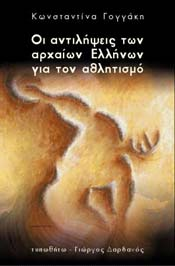 Κωνσταντίνα Γογγάκη
Οι αντιλήψεις των
αρχαίων Ελλήνων
για τον αθλητισμό
τυπωθήτω - Γιώργος Δαρδανός